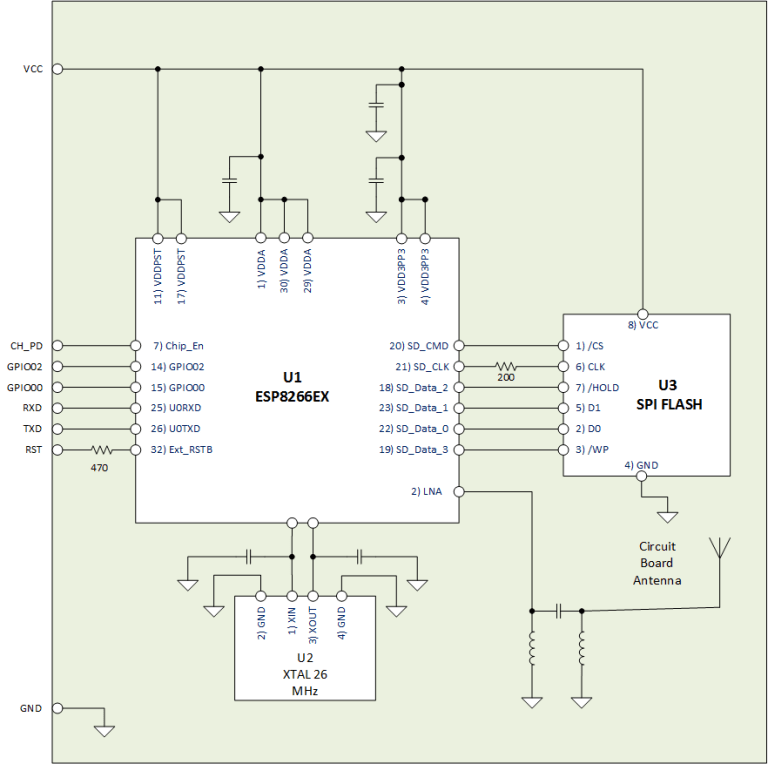 VCC
11) VDDPST
17) VDDPST
1) VDDA
30) VDDA
29) VDDA
3) VDD3PP3
4) VDD3PP3
8) VCC
CH_PD
7) Chip_En
20) SD_CMD
1) /CS
GPIO02
14) GPIO02
21) SD_CLK
200
6) CLK
GPIO00
15) GPIO00
18) SD_Data_2
7) /HOLD
RXD
25) U0RXD
23) SD_Data_1
5) D1
TXD
26) U0TXD
22) SD_Data_0
2) D0
RST
470
32) Ext_RSTB
19) SD_Data_3
3) /WP
U1
ESP8266EX
U3
SPI FLASH
4) GND
2) LNA
Circuit
Board
Antenna
2) GND
1) XIN
3) XOUT
4) GND
U2
XTAL 26
MHz
GND